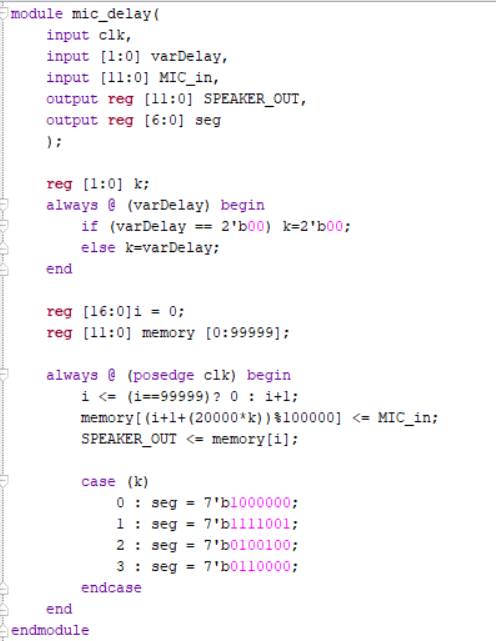 module mic_delay(
input clk,
input [1:0] varDelay,
input [11:0] MIC_in,
output reg [11:0] SPEAKER_OUT,
output reg [6:0] seg
);
reg [1:0] k;
always @ (varDelay) begin
if (varDelay == 2'b00) k=2'b00;
else k=varDelay;
end
reg [16:0]i = 0;
reg [11:0] memory [0:99999];
always @ (posedge clk) begin
i <= (i==99999)? 0 : i+1;
memory[(i+1+(20000*k))%100000] <= MIC_in;
SPEAKER_OUT <= memory[i];
case (k)
0 : seg = 7'b1000000;
1 : seg = 7'b1111001;
2 : seg = 7'b0100100;
3 : seg = 7'b0110000;
endcase
end
endmodule